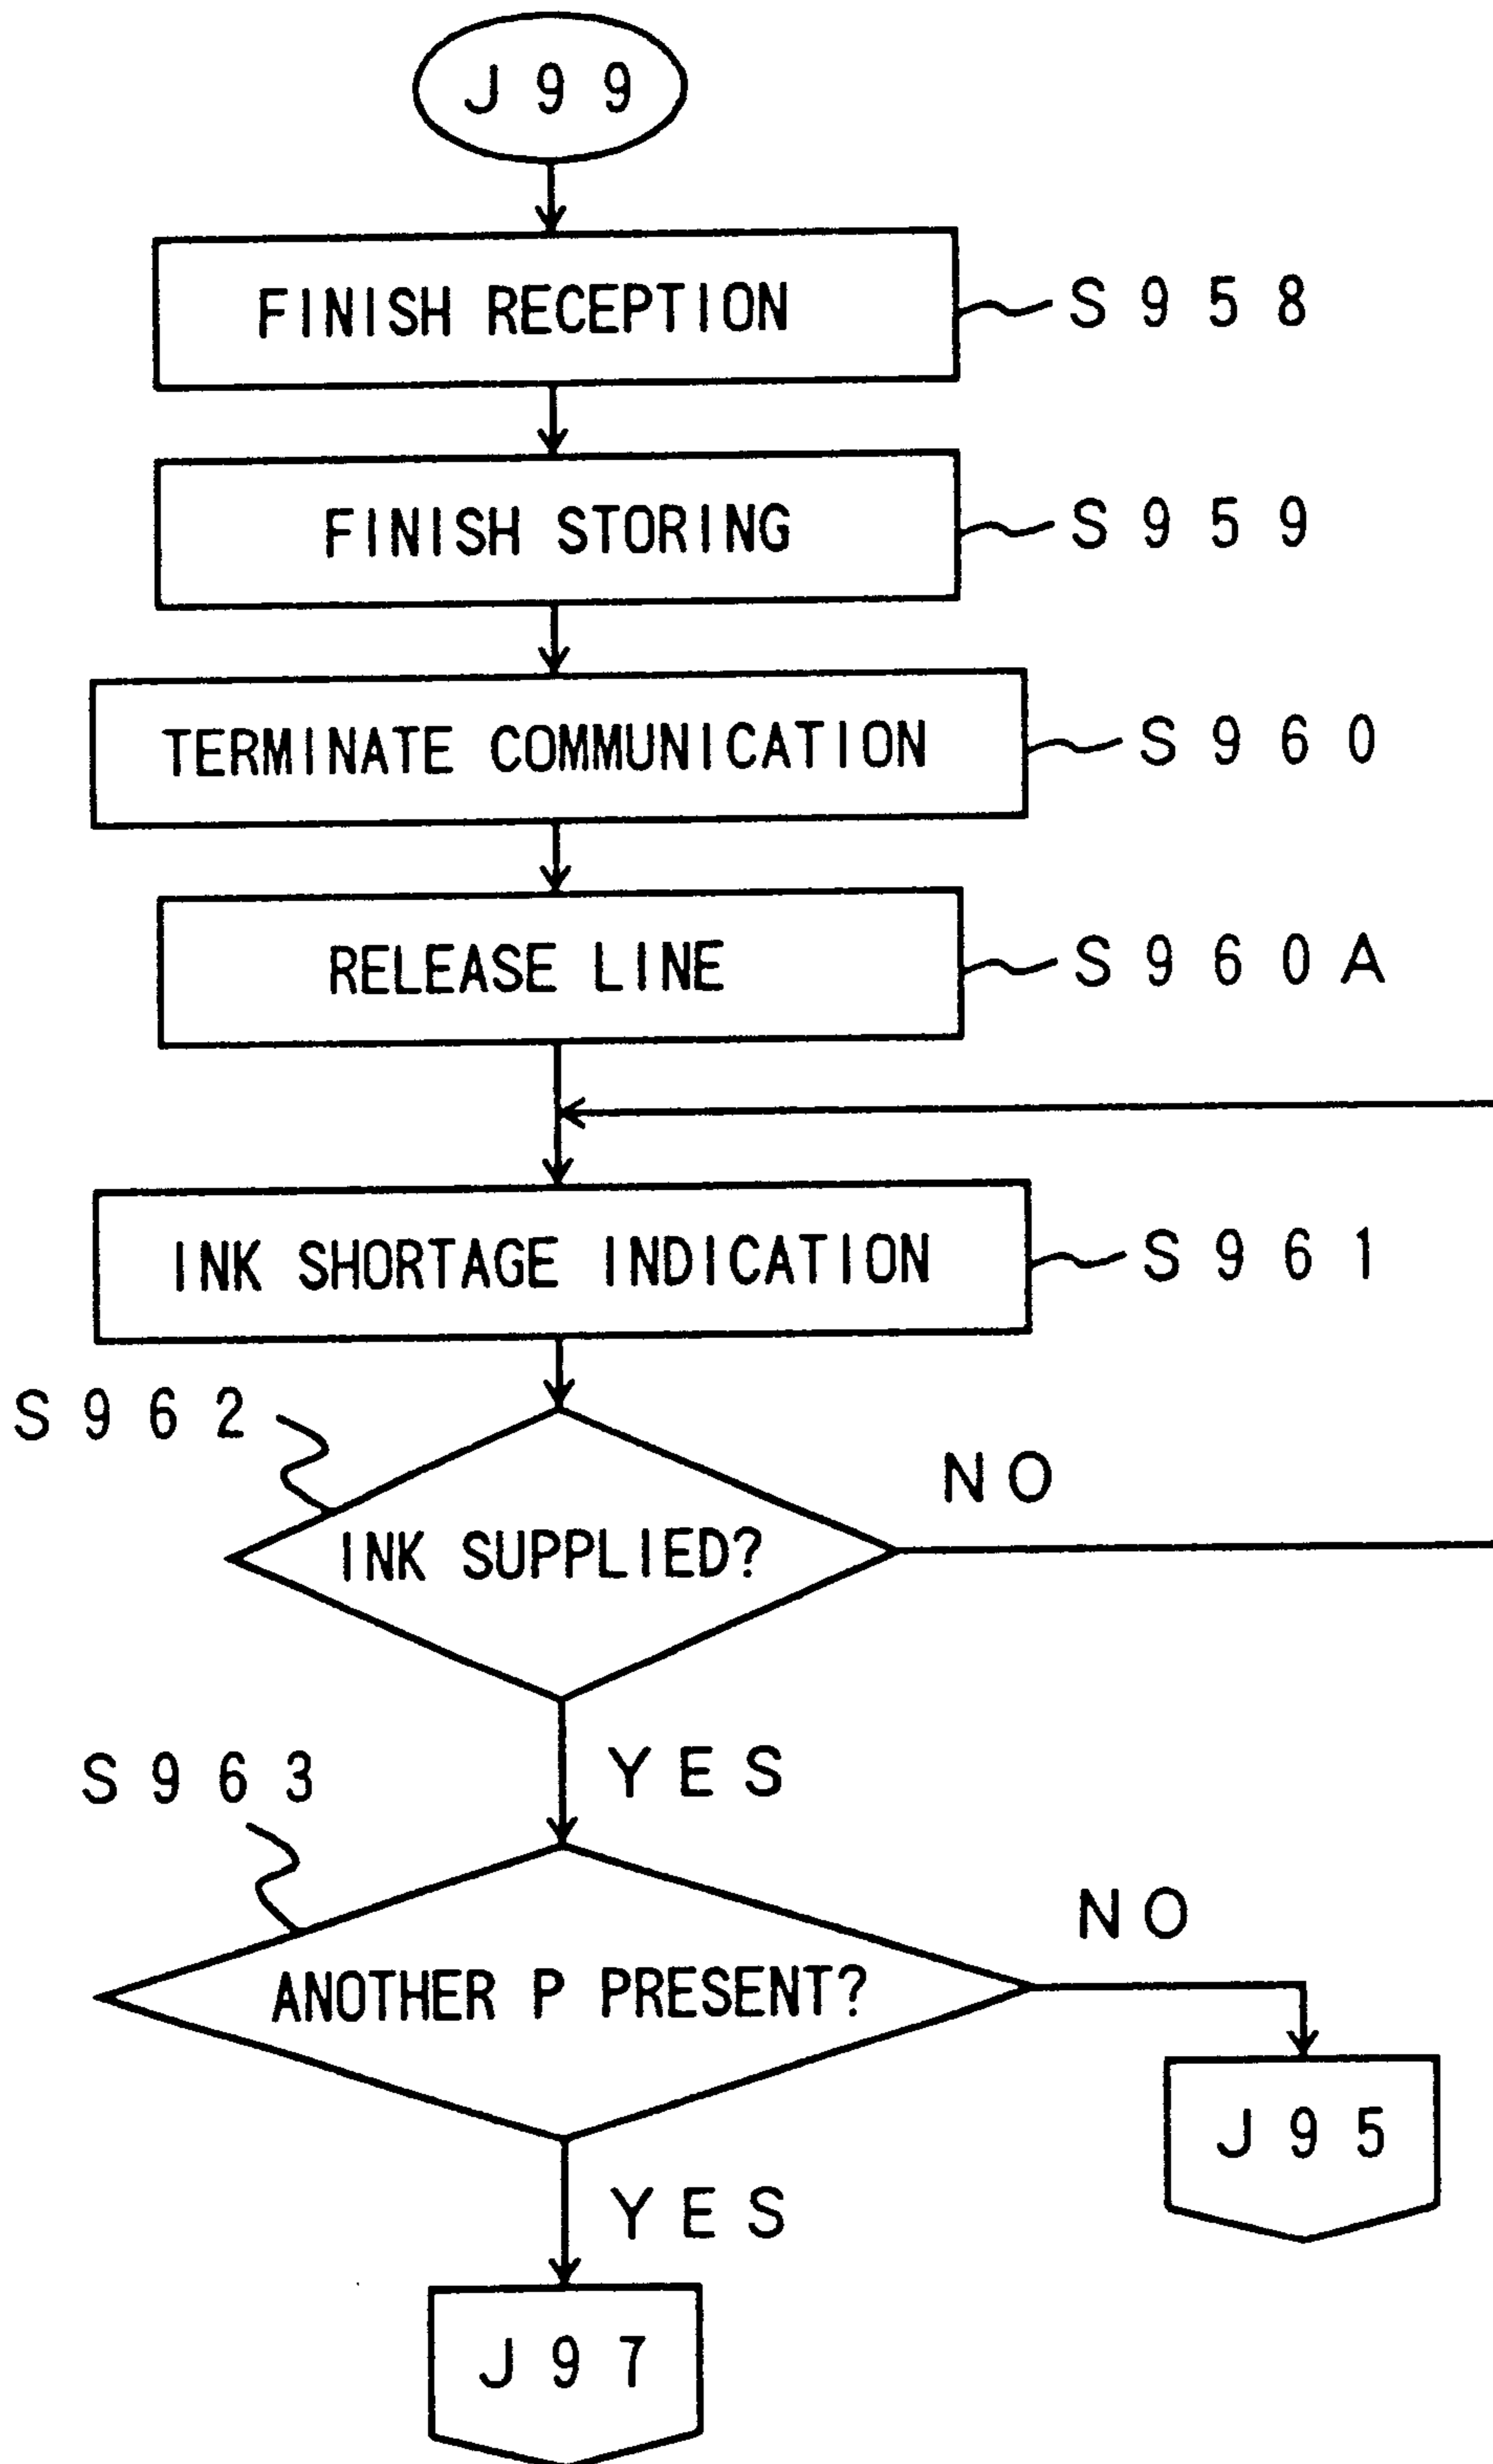 J99
FINISH RECEPTION S958
FINISH STORING S959
TERMINATE COMMUNICATION S960
RELEASE LINE S960A
INK SHORTAGE INDICATION S961
S962
NO
INK SUPPLIED?
YES
S963
NO
ANOTHER P PRESENT?
J95
YES
J97